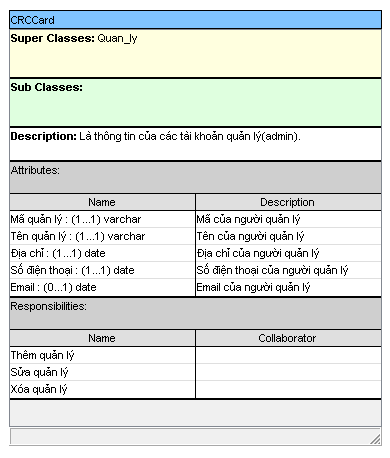 CRCCard
Super Classes: Quan_ly
Sub Classes:
Description: Là thông tin của các tài khoản quản lý(admin).
Attributes:
Name Description
Mã quản lý : (1...1) varchar Mã của người quản lý
Tên quản lý : (1...1) varchar Tên của người quản lý
Địa chỉ : (1...1) date Địa chỉ của người quản lý
Số điện thoại : (1...1) date Số điện thoại của người quản lý
Email : (0...1) date Email của người quản lý
Responsibilities:
Name Collaborator
Thêm quản lý
Sửa quản lý
Xóa quản lý